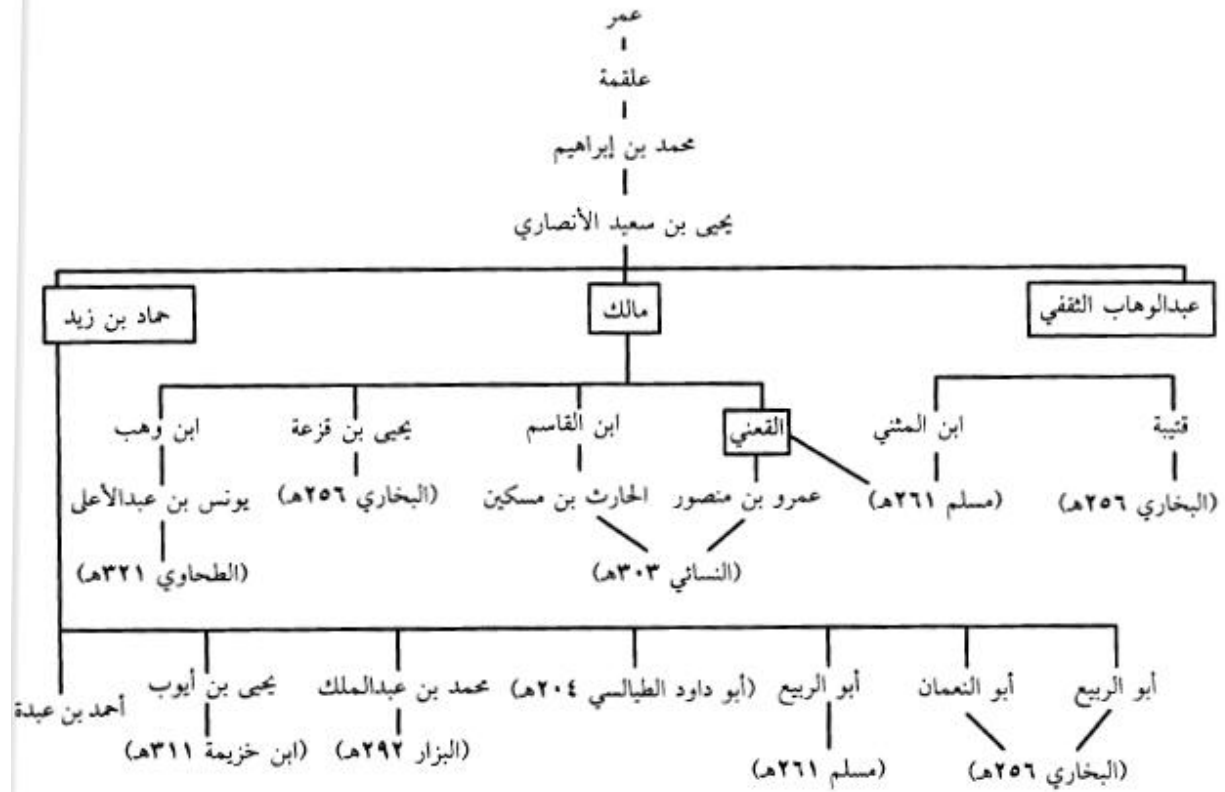 عمر
علقمة
محمد بن إبراهيم
يحيى بن سعيد الأنصاري
عبدالوهاب الثقفي
مالك
حماد بن زيد
قتيبة
ابن المثني
القعني
ابن القاسم
يحيى بن قزعة
ابن وهب
(البخاري ٢٥٦هـ)
(مسلم ٢٦١هـ)
عمرو بن منصور
الحارث بن مسكين
(البخاري ٢٥٦هـ)
يونس بن عبدالأعلى
(النسائي ٣٠٣هـ)
(الطحاوي ٣٢١هـ)
أبو الربيع
أبو النعمان
أبو الربيع
(أبو داود الطيالسي ٢٠٤هـ)
محمد بن عبدالملك
يحيى بن أيوب
أحمد بن عبدة
(البخاري ٢٥٦هـ)
(مسلم ٢٦١هـ)
(البزار ٢٩٢هـ)
(ابن خزيمة ٣١١هـ)